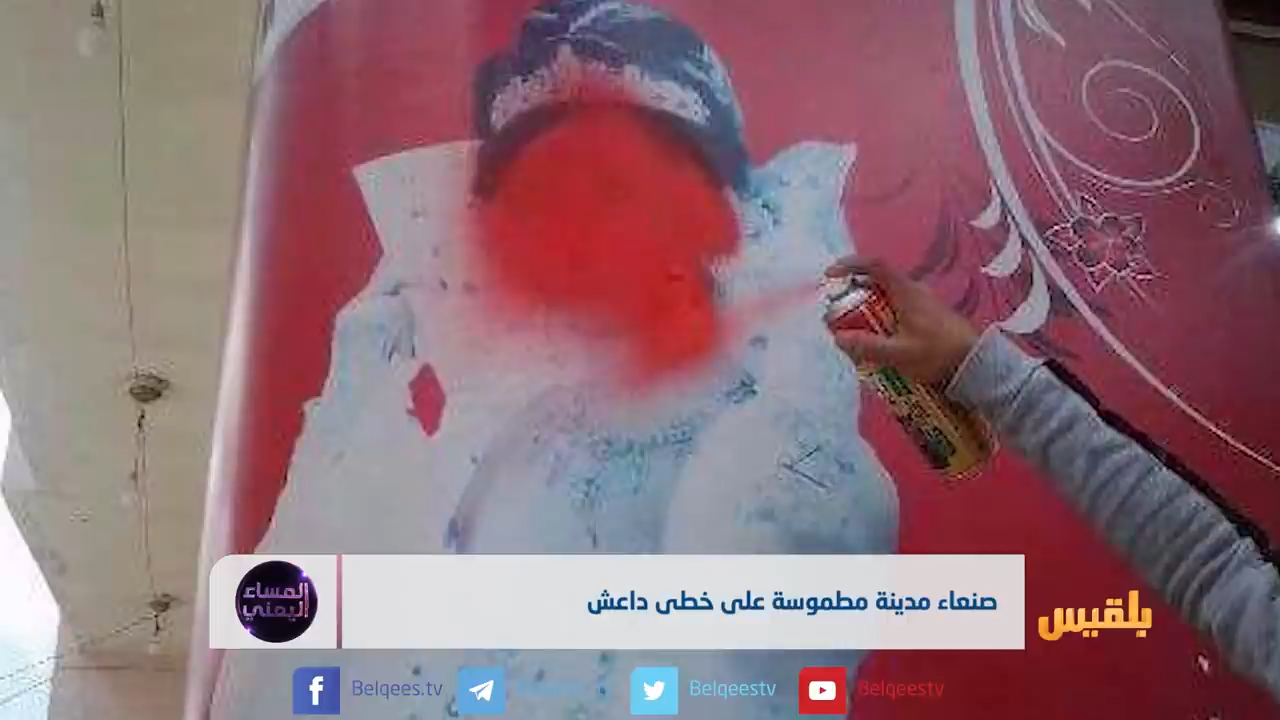 صنعاء مدينة مطموسة على خطى داعش
المساء
اليمني
بلقيس
Belqees.tv
Belqeestv
Belqeestv